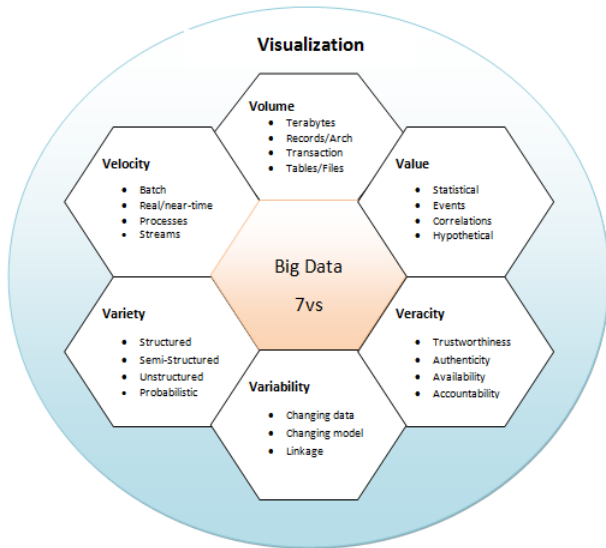 Visualization
Volume
• Terabytes
• Records/Arch
• Transaction
• Tables/Files
Velocity
• Batch
• Real/near-time
• Processes
• Streams
Value
• Statistical
• Events
• Correlations
• Hypothetical
Big Data
7vs
Variety
• Structured
• Semi-Structured
• Unstructured
• Probabilistic
Veracity
• Trustworthiness
• Authenticity
• Availability
• Accountability
Variability
• Changing data
• Changing model
• Linkage